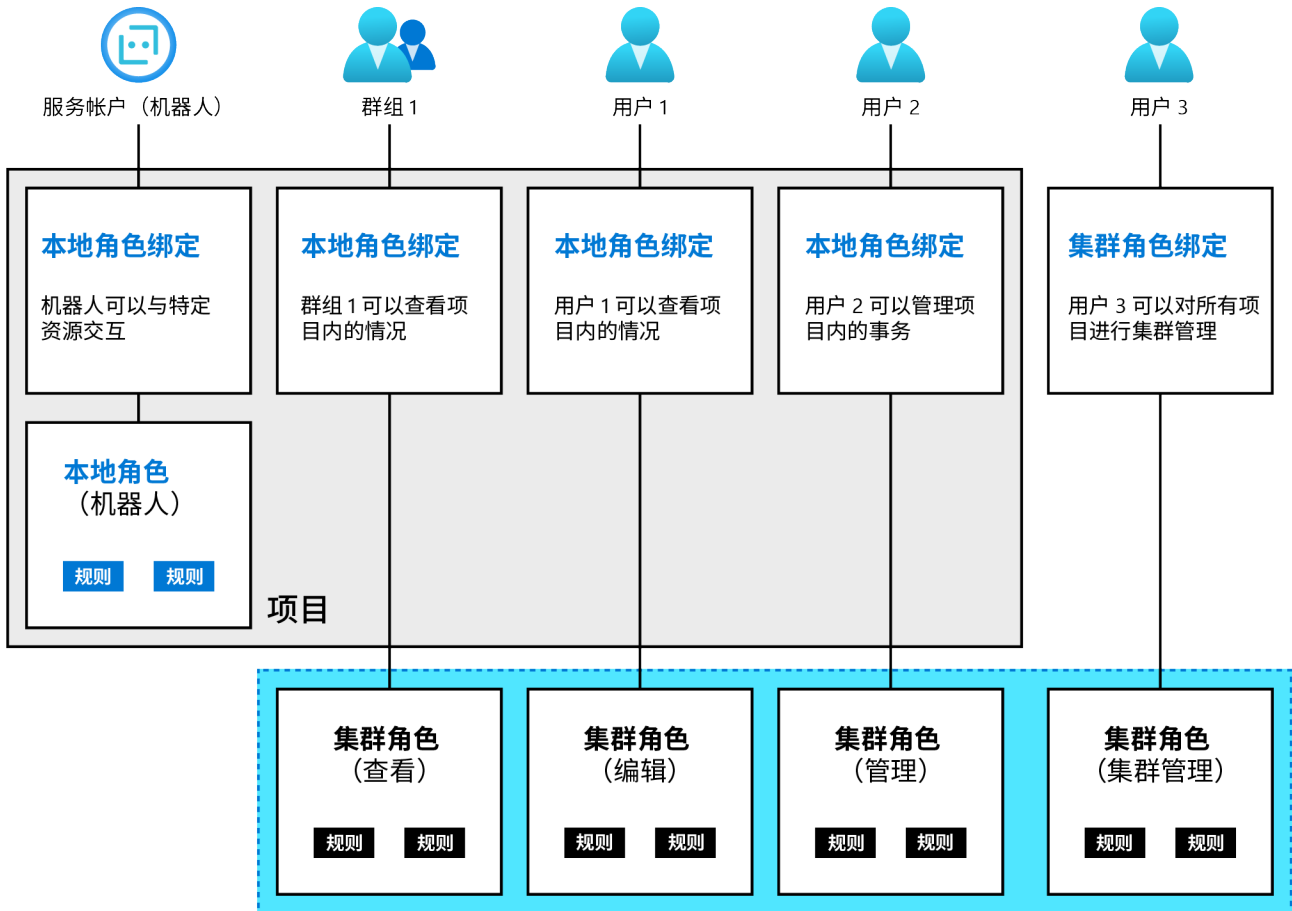 服务帐户（机器人）
群组 1
用户 1
用户 2
用户 3
本地角色绑定
机器人可以与特定
资源交互
本地角色绑定
群组 1 可以查看项
目内的情况
本地角色绑定
用户 1 可以查看项
目内的情况
本地角色绑定
用户 2 可以管理项
目内的事务
集群角色绑定
用户 3 可以对所有项
目进行集群管理
本地角色
（机器人）
规则
规则
项目
集群角色
（查看）
规则
规则
集群角色
（编辑）
规则
规则
集群角色
（管理）
规则
规则
集群角色
（集群管理）
规则
规则